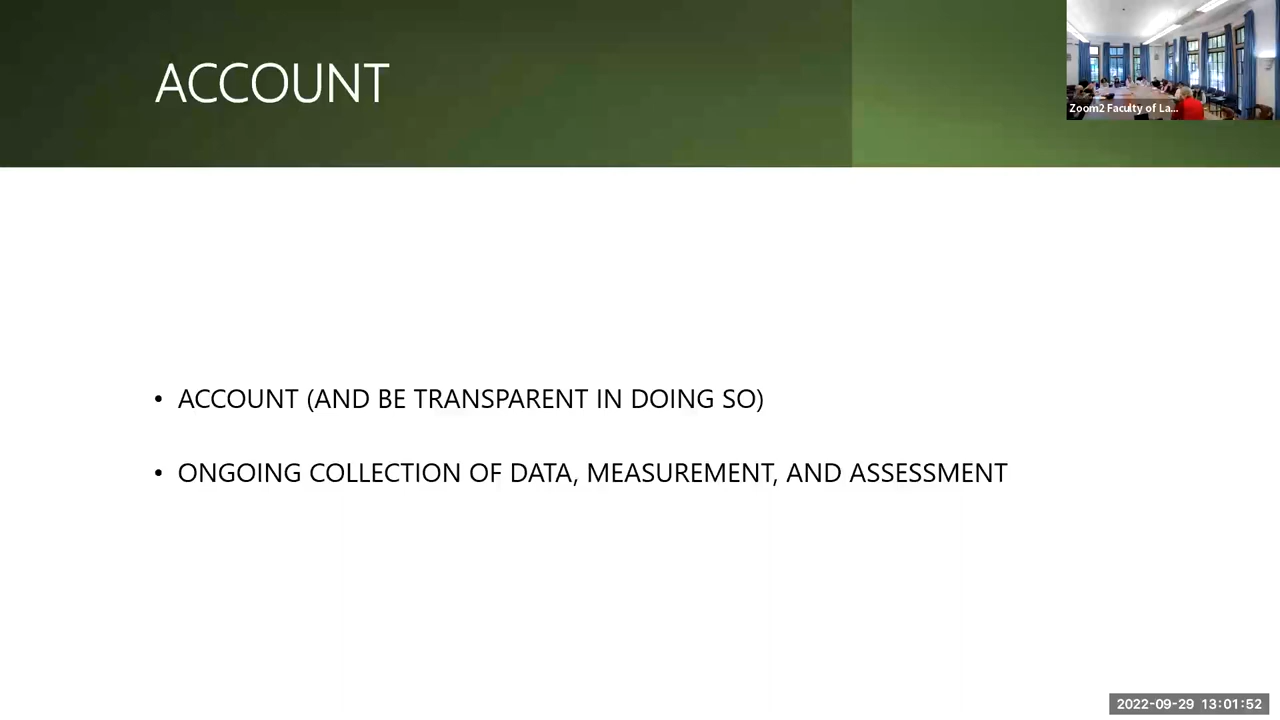 ACCOUNT
Zoom2 Faculty of La...
• ACCOUNT (AND BE TRANSPARENT IN DOING SO)
• ONGOING COLLECTION OF DATA, MEASUREMENT, AND ASSESSMENT
2022-09-29 13:01:52